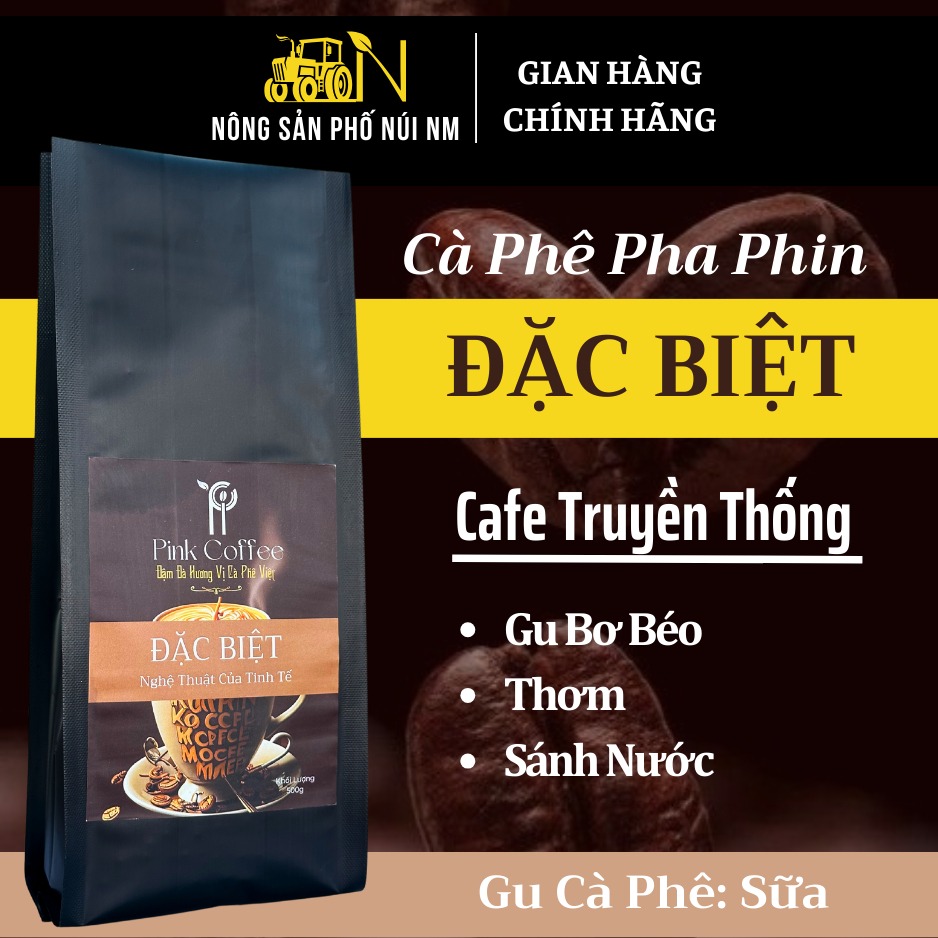 NÔNG SẢN PHỐ NÚI NM
GIAN HÀNG
CHÍNH HÃNG
Cà Phê Pha Phin
ĐẶC BIỆT
Cafe Truyền Thống
• Gu Bơ Béo
• Thơm
• Sánh Nước
Gu Cà Phê: Sữa
Pink Coffee
Đậm Đà Hương Vị Cà Phê Việt
ĐẶC BIỆT
Nghệ Thuật Của Tinh Tế
MOCFE
Khối Lượng
500g